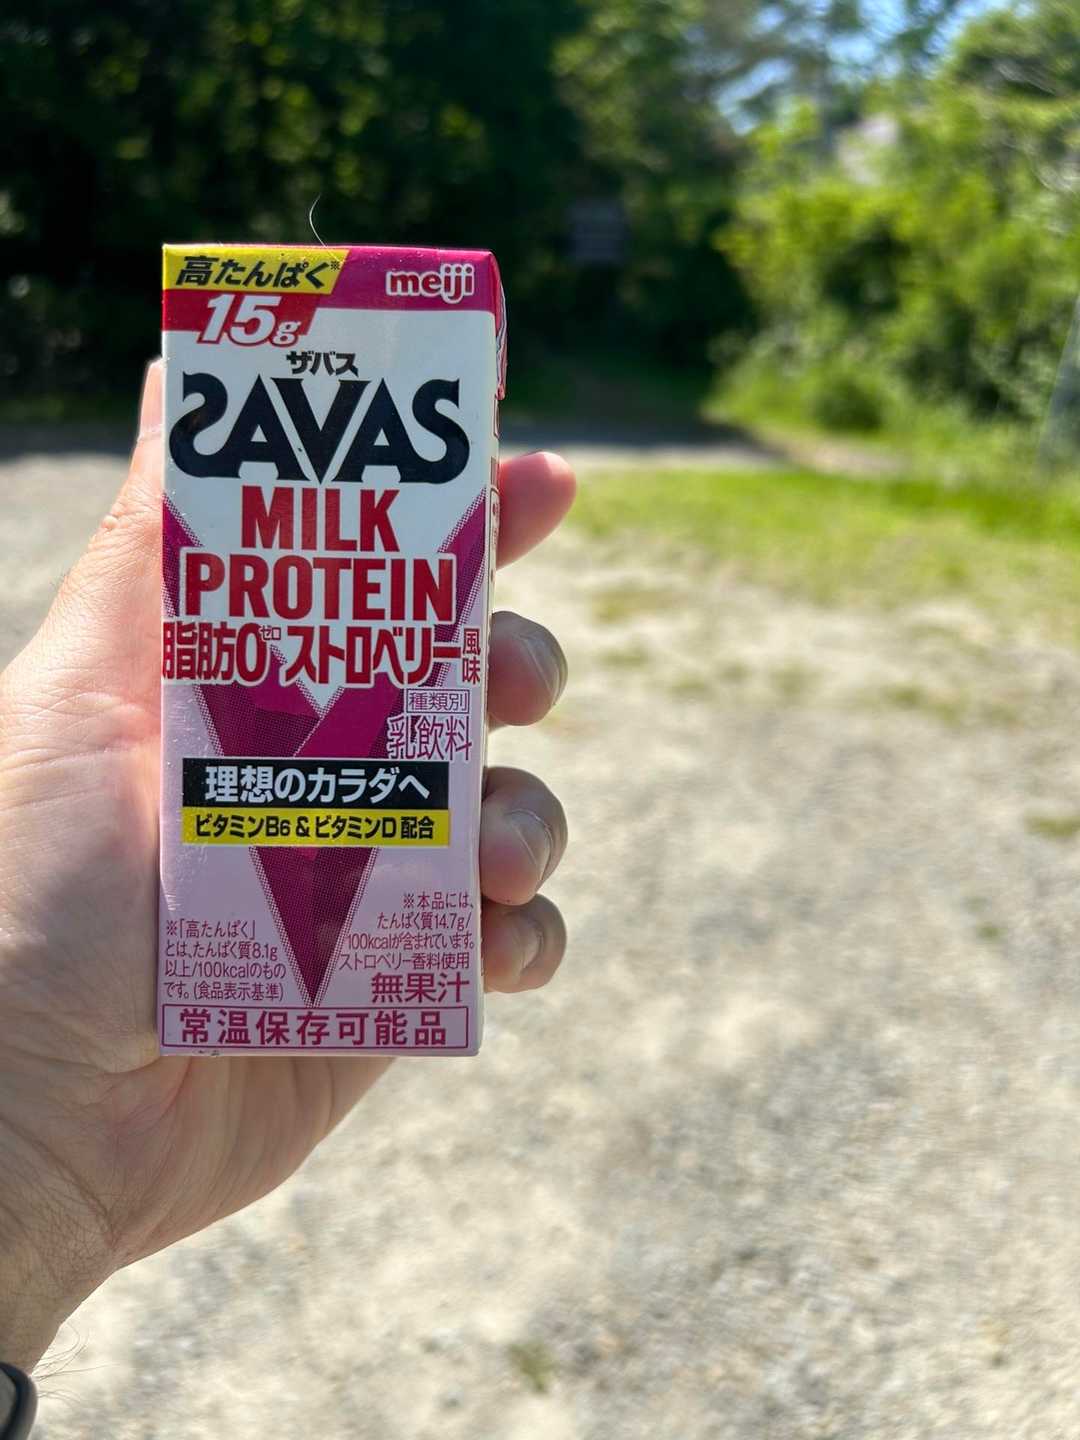 高たんぱく※
meiji
15g
ザバス
SAVAS
MILK
PROTEIN
脂肪0ゼロ ストロベリー風味
種類別
乳飲料
理想のカラダへ
ビタミンB6 & ビタミンD 配合
※「高たんぱく」
とは、たんぱく質8.1g
以上/100kcalのもの
です。(食品表示基準)
※本品には、
たんぱく質14.7g/
100kcalが含まれています。
ストロベリー香料使用
無果汁
常温保存可能品